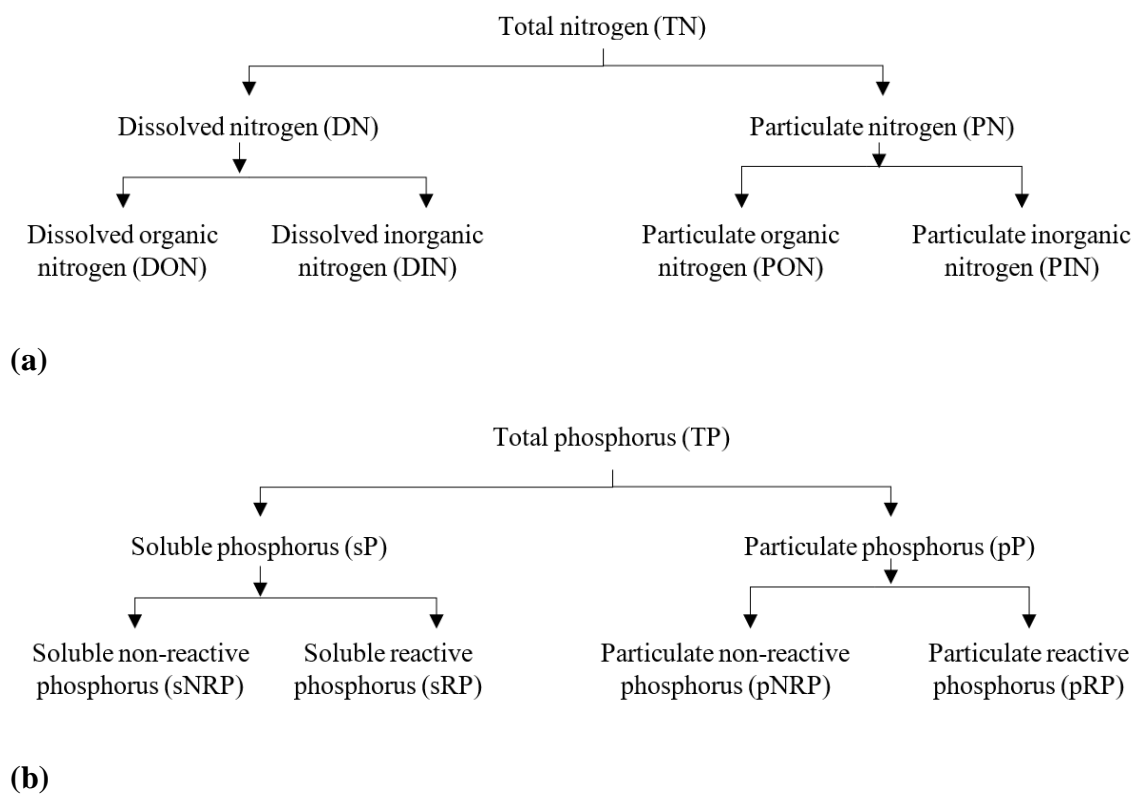 Total nitrogen (TN)
Dissolved nitrogen (DN)
Particulate nitrogen (PN)
Dissolved organic
nitrogen (DON)
Dissolved inorganic
nitrogen (DIN)
Particulate organic
nitrogen (PON)
Particulate inorganic
nitrogen (PIN)
(a)
Total phosphorus (TP)
Soluble phosphorus (sP)
Particulate phosphorus (pP)
Soluble non-reactive
phosphorus (sNRP)
Soluble reactive
phosphorus (sRP)
Particulate non-reactive
phosphorus (pNRP)
Particulate reactive
phosphorus (pRP)
(b)